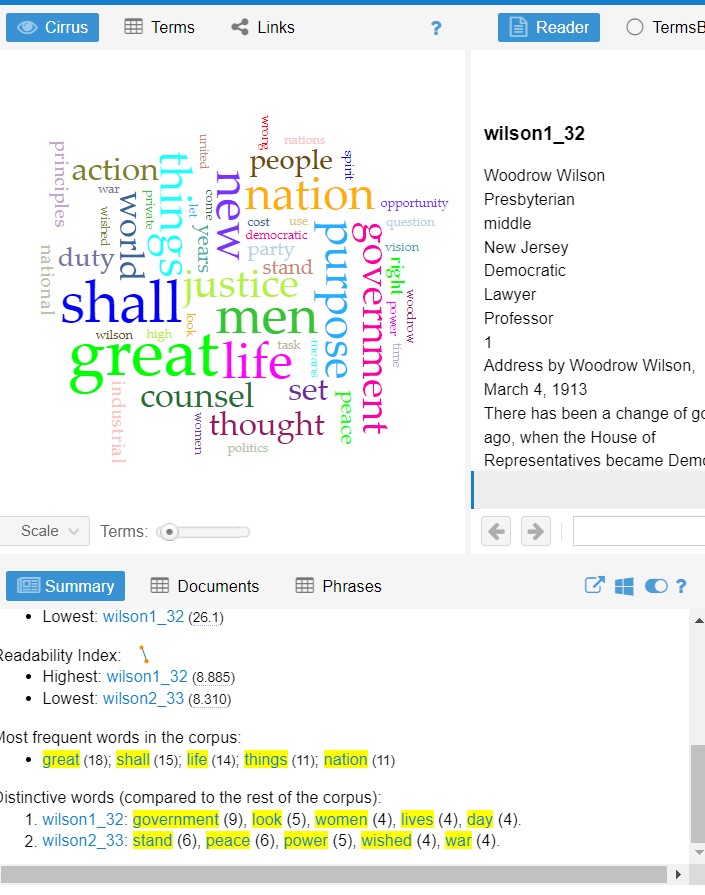 Cirrus Terms Links ?
Reader TermsB
wrong
nations
united
principles
people
spirit
action
things
new
nation
opportunity
war
private
let
come
wished
world
years
cost
use
question
democratic
party
vision
duty
stand
purpose
government
right
national
justice
shall
men
woodrow
power
time
wilson
high
look
great
life
task
means
industrial
counsel
set
peace
women
thought
politics
Scale Terms:
wilson1_32
Woodrow Wilson
Presbyterian
middle
New Jersey
Democratic
Lawyer
Professor
1
Address by Woodrow Wilson,
March 4, 1913
There has been a change of go
ago, when the House of
Representatives became Demo
Summary Documents Phrases ?
• Lowest: wilson1_32 (26.1)
Readability Index:
• Highest: wilson1_32 (8.885)
• Lowest: wilson2_33 (8.310)
Most frequent words in the corpus:
• great (18); shall (15); life (14); things (11); nation (11)
Distinctive words (compared to the rest of the corpus):
1. wilson1_32: government (9), look (5), women (4), lives (4), day (4).
2. wilson2_33: stand (6), peace (6), power (5), wished (4), war (4).